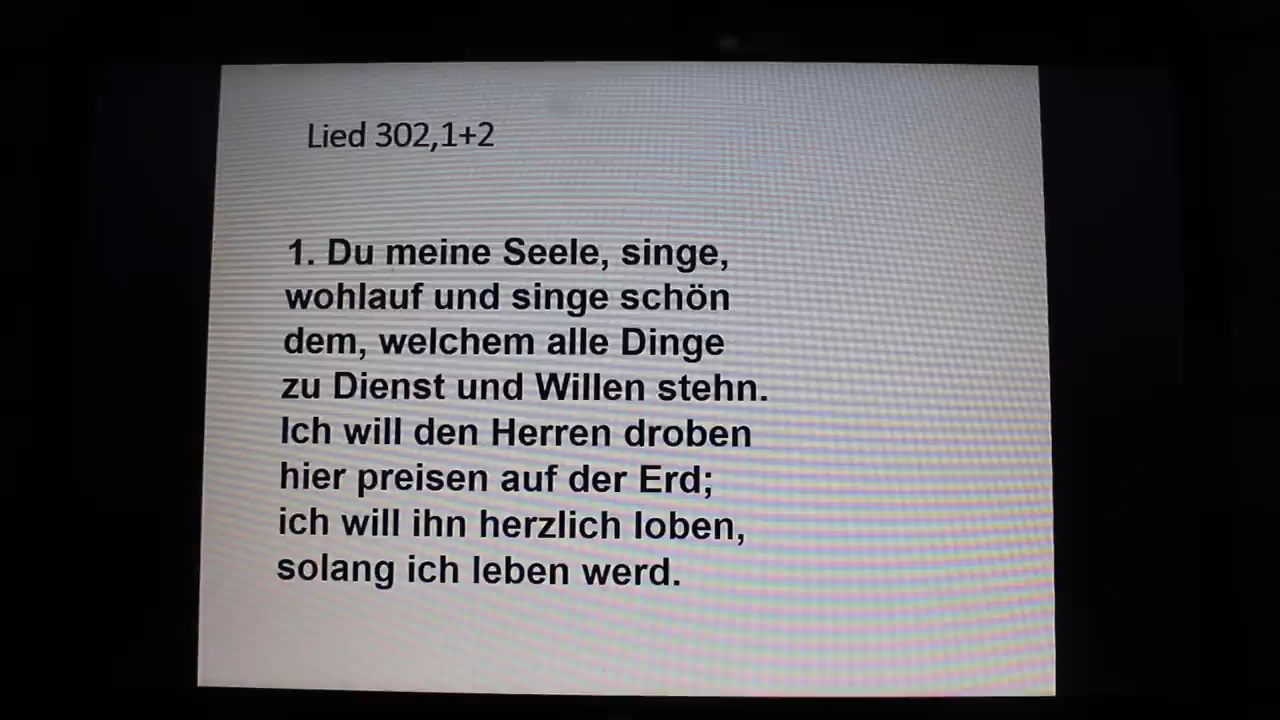 Lied 302,1+2
1. Du meine Seele, singe,
wohlauf und singe schön
dem, welchem alle Dinge
zu Dienst und Willen stehn.
Ich will den Herren droben
hier preisen auf der Erd;
ich will ihn herzlich loben,
solang ich leben werd.